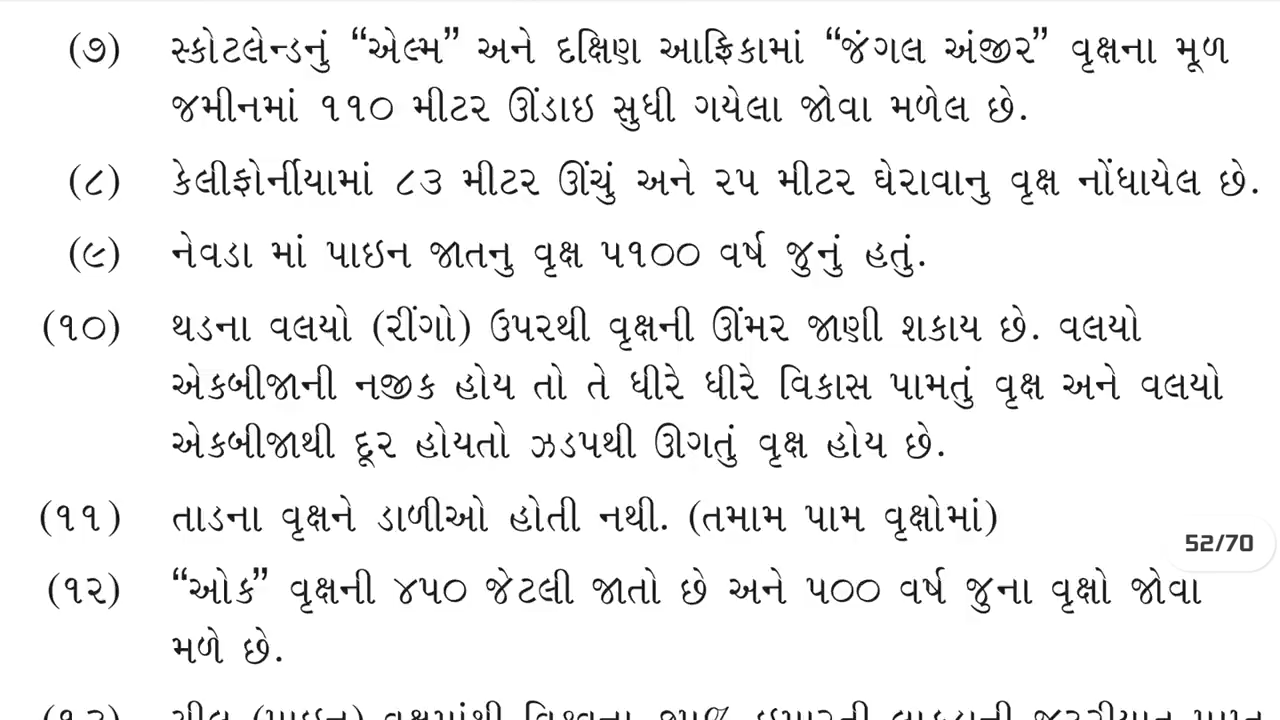 (૭) સ્કોટલેન્ડનું “એલ્મ” અને દક્ષિણ આફ્રિકામાં “જંગલ અંજીર” વૃક્ષના મૂળ
જમીનમાં ૧૧૦ મીટર ઊંડાઇ સુધી ગયેલા જોવા મળેલ છે.
(૮) કેલીફોર્નીયામાં ૮૩ મીટર ઊંચું અને ૨૫ મીટર ઘેરાવાનુ વૃક્ષ નોંધાયેલ છે.
(૯) નેવડા માં પાઇન જાતનુ વૃક્ષ ૫૧૦૦ વર્ષ જુનું હતું.
(૧૦) થડના વલયો (રીંગો) ઉપરથી વૃક્ષની ઊંમર જાણી શકાય છે. વલયો
એકબીજાની નજીક હોય તો તે ધીરે ધીરે વિકાસ પામતું વૃક્ષ અને વલયો
એકબીજાથી દૂર હોયતો ઝડપથી ઊગતું વૃક્ષ હોય છે.
(૧૧) તાડના વૃક્ષને ડાળીઓ હોતી નથી. (તમામ પામ વૃક્ષોમાં)
52/70
(૧૨) “ઓક” વૃક્ષની ૪૫૦ જેટલી જાતો છે અને ૫૦૦ વર્ષ જુના વૃક્ષો જોવા
મળે છે.